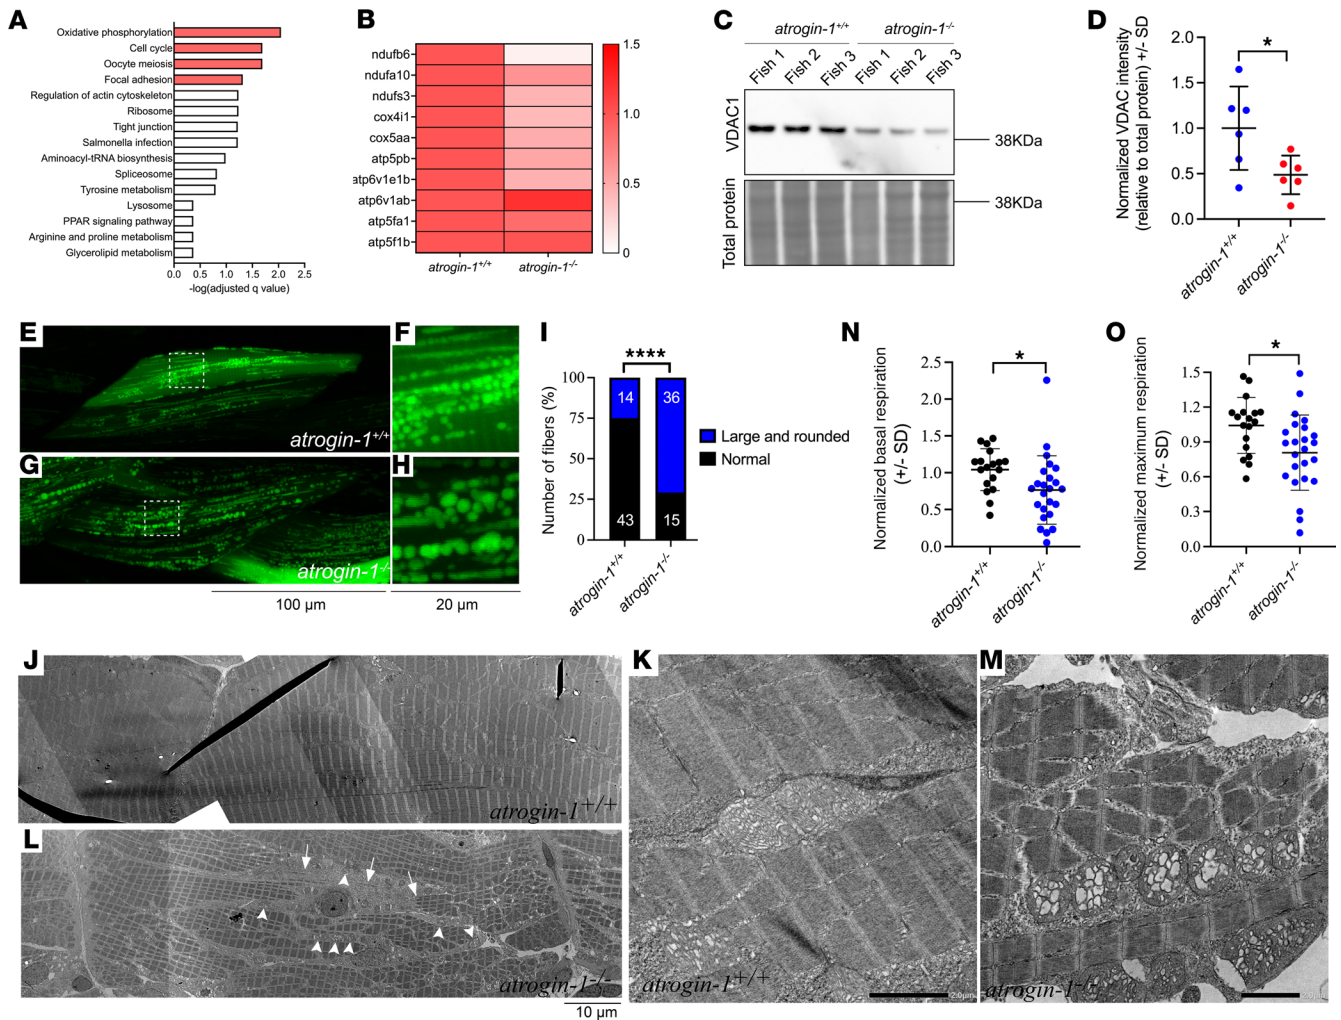 A
Oxidative phosphorylation
Cell cycle
Oocyte meiosis
Focal adhesion
Regulation of actin cytoskeleton
Ribosome
Tight junction
Salmonella infection
Aminoacyl-tRNA biosynthesis
Spliceosome
Tyrosine metabolism
Lysosome
PPAR signaling pathway
Arginine and proline metabolism
Glycerolipid metabolism
0.0 0.5 1.0 1.5 2.0 2.5
-log(adjusted q value)
B
ndufb6
ndufa10
ndufs3
cox4i1
cox5aa
atp5pb
atp6v1e1b
atp6v1ab
atp5fa1
atp5f1b
atrogin-1+/+ atrogin-1-/-
1.5
1.0
0.5
0
C
atrogin-1+/+ atrogin-1-/-
Fish 1 Fish 2 Fish 3 Fish 1 Fish 2 Fish 3
VDAC1
38KDa
Total protein
38KDa
D
Normalized VDAC intensity
(relative to total protein) +/- SD
2.0
1.5
1.0
0.5
0.0
*
atrogin-1+/+
atrogin-1-/-
E
atrogin-1+/+
F
G
atrogin-1-/-
H
100 µm
20 µm
I
****
Number of fibers (%)
100
75
50
25
0
14 36
43 15
atrogin-1+/+
atrogin-1-/-
Large and rounded
Normal
N
Normalized basal respiration
(+/- SD)
2.5
2.0
1.5
1.0
0.5
0.0
*
atrogin-1+/+
atrogin-1-/-
O
Normalized maximum respiration
(+/- SD)
1.5
1.2
0.9
0.6
0.3
0.0
*
atrogin-1+/+
atrogin-1-/-
J
atrogin-1+/+
K
atrogin-1+/+
2.0µm
L
atrogin-1-/-
10 µm
M
atrogin-1-/-
2.0µm